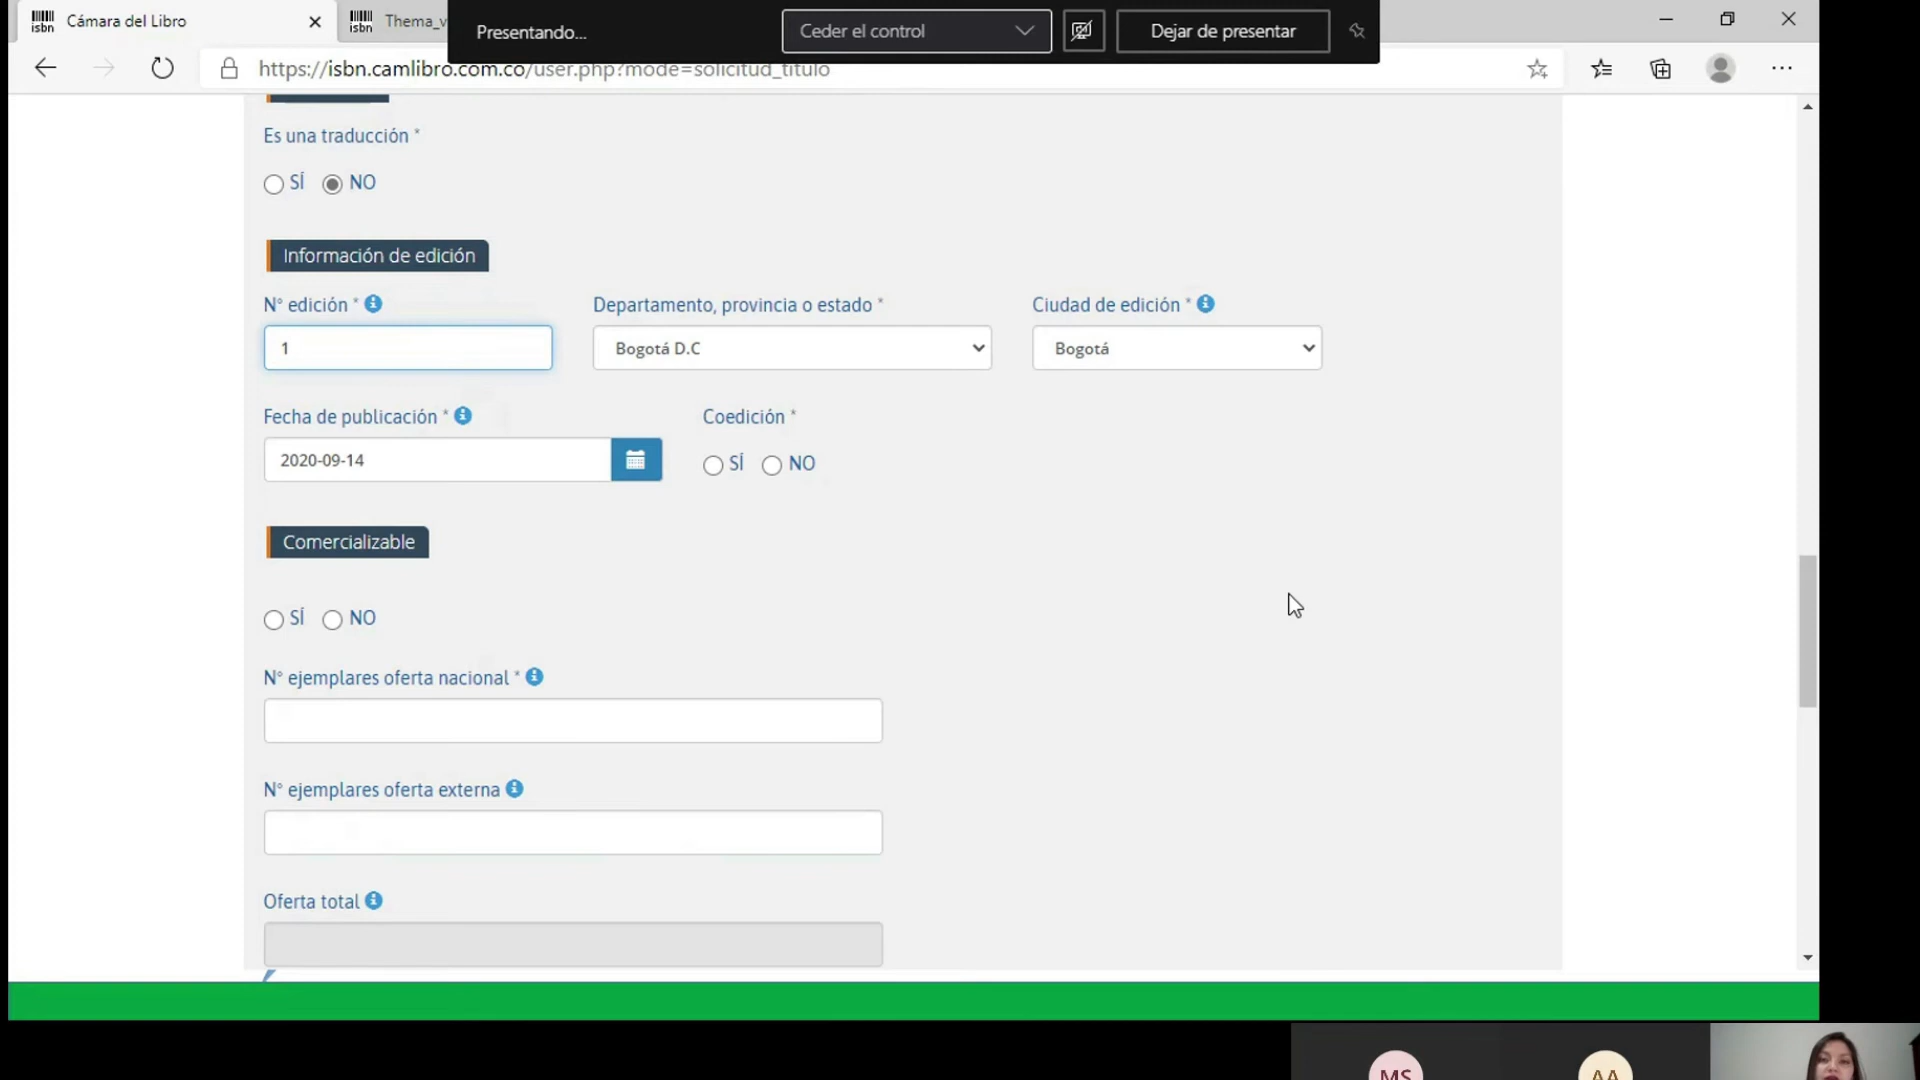 Cámara del Libro
Thema_v
Presentando...
Ceder el control
Dejar de presentar
https://isbn.camlibro.com.co/user.php?mode=solicitud_titulo
Es una traducción *
SÍ NO
Información de edición
N° edición * Departamento, provincia o estado * Ciudad de edición *
1 Bogotá D.C Bogotá
Fecha de publicación * Coedición *
2020-09-14 SÍ NO
Comercializable
SÍ NO
N° ejemplares oferta nacional *
N° ejemplares oferta externa
Oferta total
MS AA